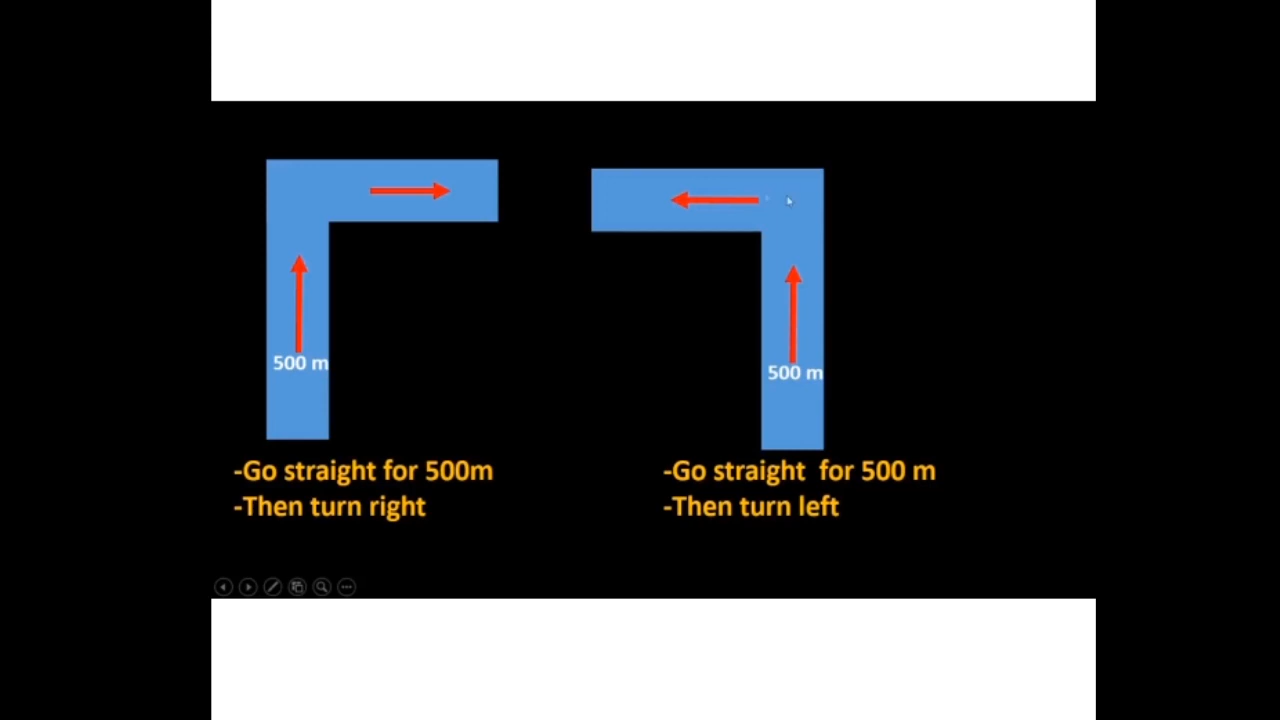 500 m
-Go straight for 500m
-Then turn right
500 m
-Go straight  for 500 m
-Then turn left